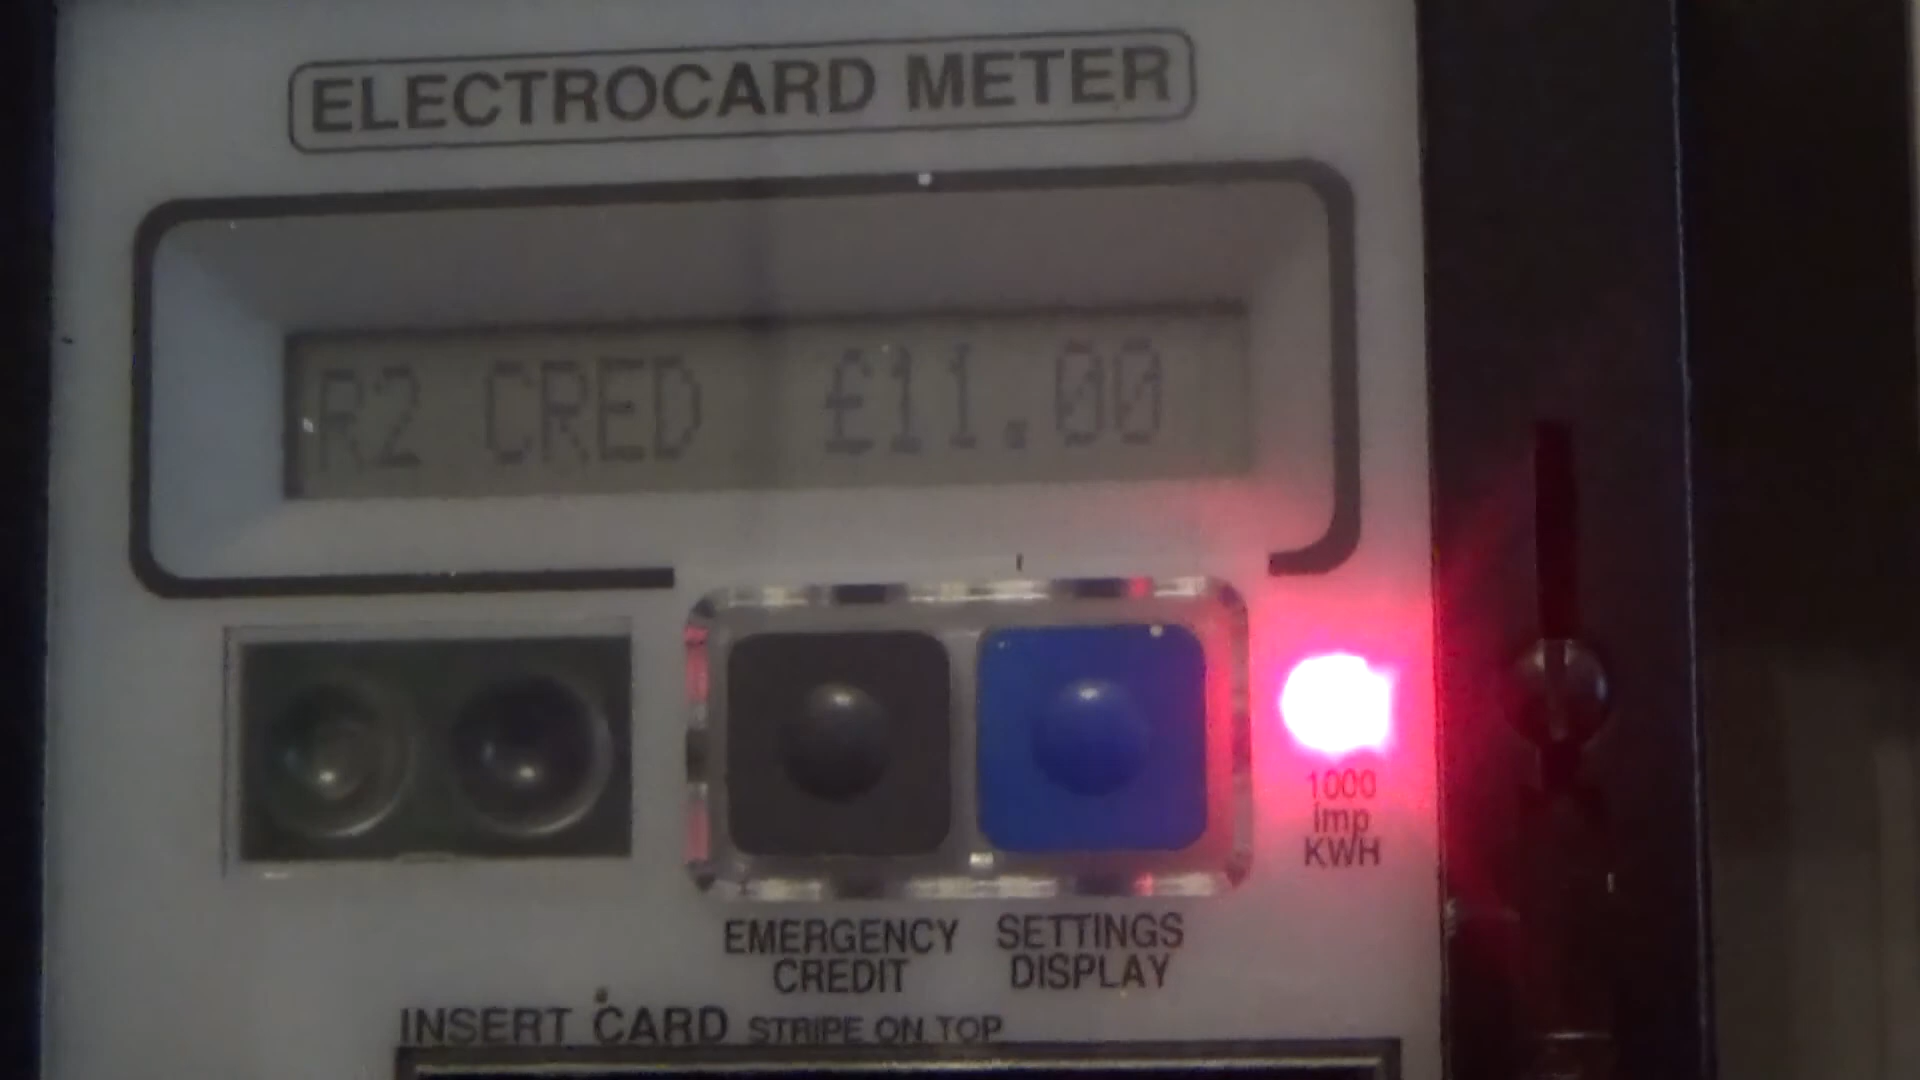 ELECTROCARD METER
R2 CRED £11.00
1000
Imp
KWH
EMERGENCY
CREDIT
SETTINGS
DISPLAY
INSERT CARD STRIPE ON TOP